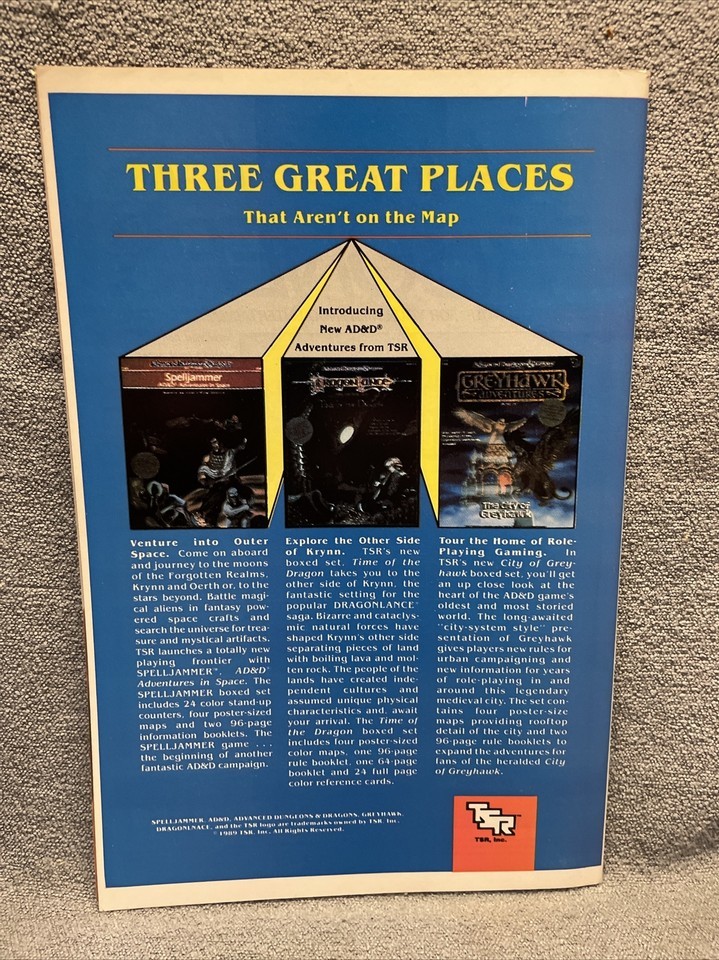 THREE GREAT PLACES
That Aren't on the Map
Introducing
New AD&D®
Adventures from TSR
Spelljammer
AD&D® Adventures in Space
GREYHAWK
ADVENTURES
The City of
Greyhawk
Venture into Outer
Space. Come on aboard
and journey to the moons
of the Forgotten Realms,
Krynn and Oerth or, to the
stars beyond. Battle magi-
cal aliens in fantasy pow-
ered space crafts and
search the universe for trea-
sure and mystical artifacts.
TSR launches a totally new
playing frontier with
SPELLJAMMER™, AD&D®
Adventures in Space. The
SPELLJAMMER boxed set
includes 24 color stand-up
counters, four poster-sized
maps and two 96-page
information booklets. The
SPELLJAMMER game . . .
the beginning of another
fantastic AD&D campaign.
Explore the Other Side
of Krynn. TSR's new
boxed set, Time of the
Dragon takes you to the
other side of Krynn, the
fantastic setting for the
popular DRAGONLANCE®
saga. Bizarre and cataclys-
mic natural forces have
shaped Krynn's other side
separating pieces of land
with boiling lava and mol-
ten rock. The people of the
lands have created inde-
pendent cultures and
assumed unique physical
characteristics and, await
your arrival. The Time of
the Dragon boxed set
includes four poster-sized
color maps, one 96-page
rule booklet, one 64-page
booklet and 24 full page
color reference cards.
Tour the Home of Role-
Playing Gaming. In
TSR's new City of Grey-
hawk boxed set, you'll get
an up close look at the
heart of the AD&D game's
oldest and most storied
world. The long-awaited
"city-system style" pre-
sentation of Greyhawk
gives players new rules for
urban campaigning and
new information for years
of role-playing in and
around this legendary
medieval city. The set con-
tains four poster-size
maps providing rooftop
detail of the city and two
96-page rule booklets to
expand the adventures for
fans of the heralded City
of Greyhawk.
SPELLJAMMER, AD&D, ADVANCED DUNGEONS & DRAGONS, GREYHAWK,
DRAGONLNACE, and the TSR logo are trademarks owned by TSR, Inc.
© 1989 TSR, Inc. All Rights Reserved.
TSR
TSR, Inc.